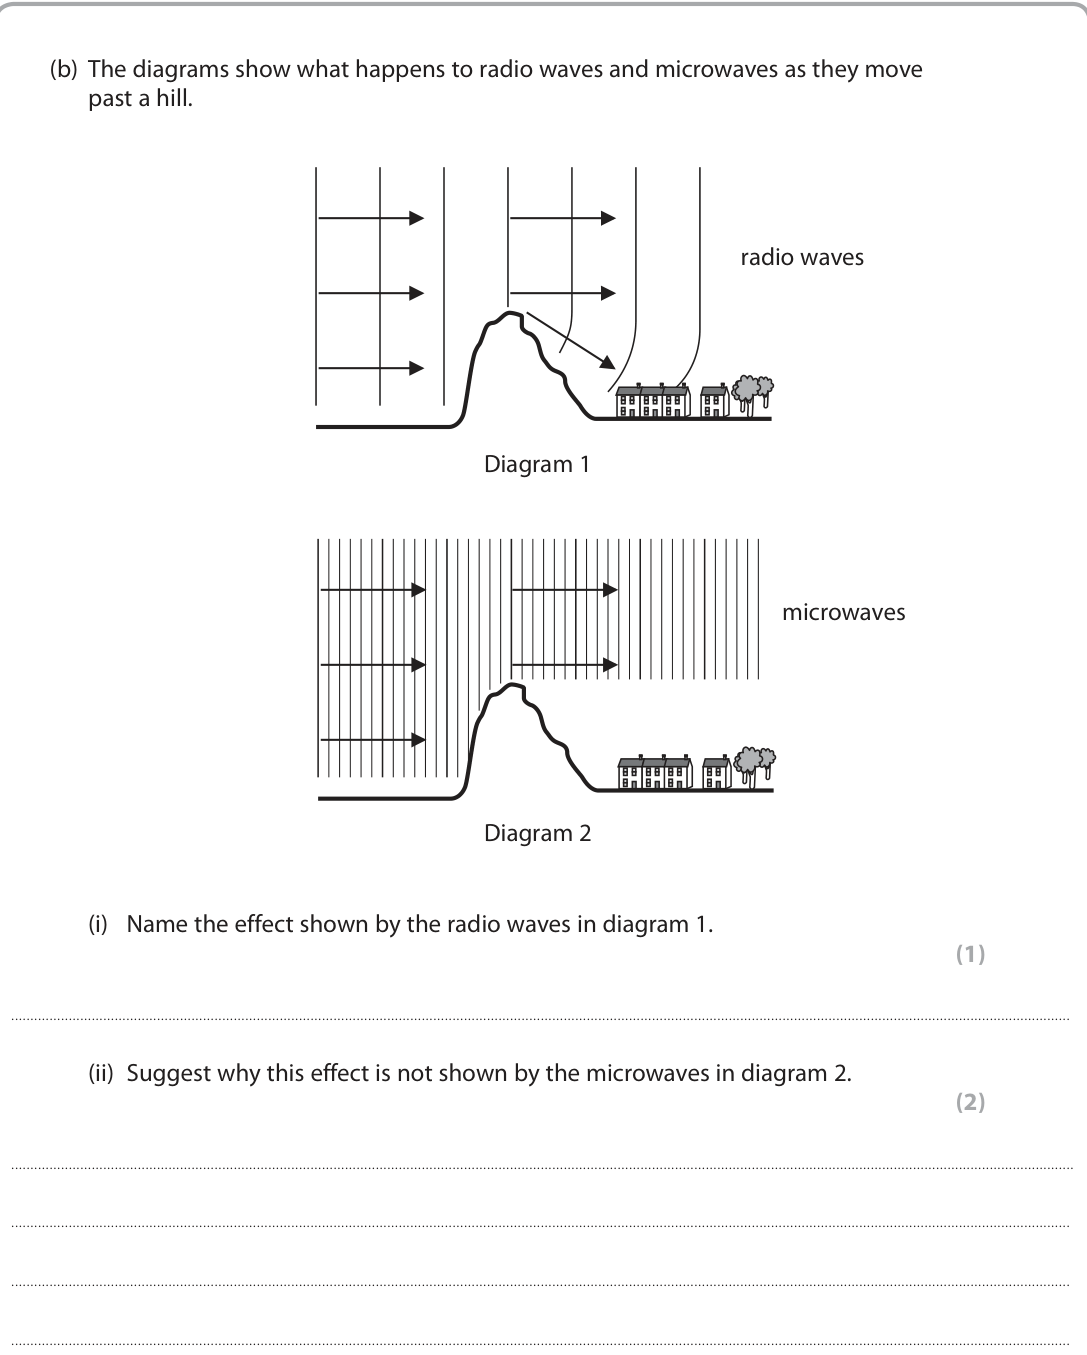 (b) The diagrams show what happens to radio waves and microwaves as they move
past a hill.
radio waves
Diagram 1
microwaves
Diagram 2
(i) Name the effect shown by the radio waves in diagram 1.
(1)
(ii) Suggest why this effect is not shown by the microwaves in diagram 2.
(2)